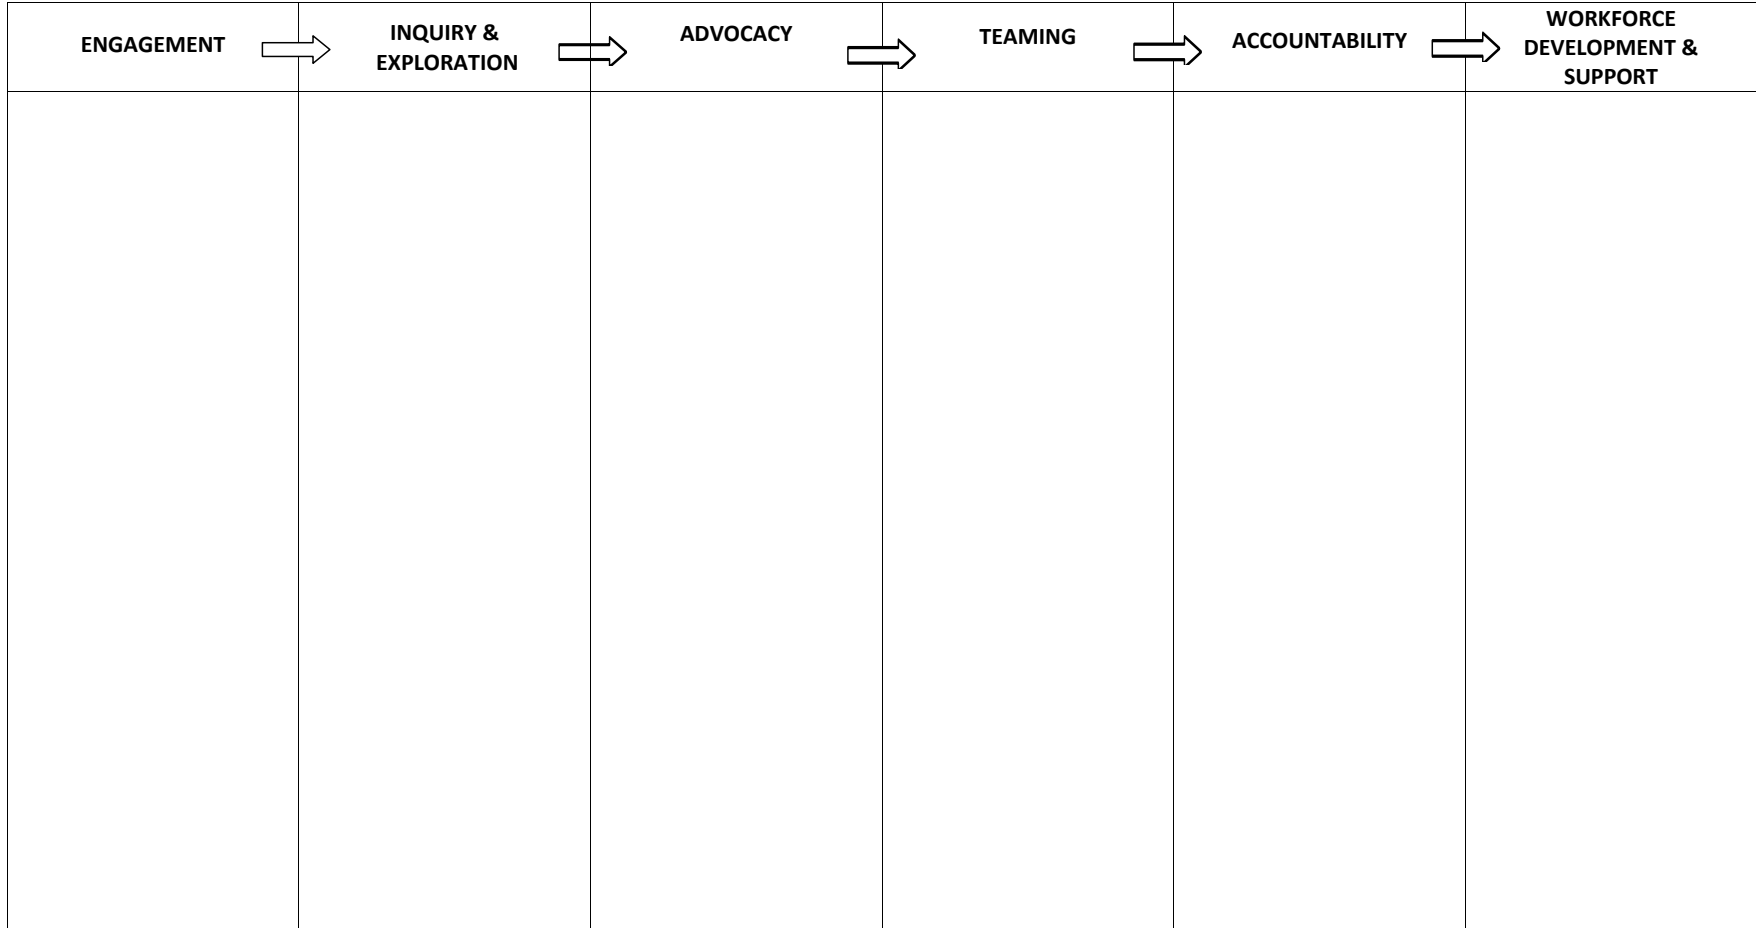 ENGAGEMENT
INQUIRY &
EXPLORATION
ADVOCACY
TEAMING
ACCOUNTABILITY
WORKFORCE
DEVELOPMENT &
SUPPORT